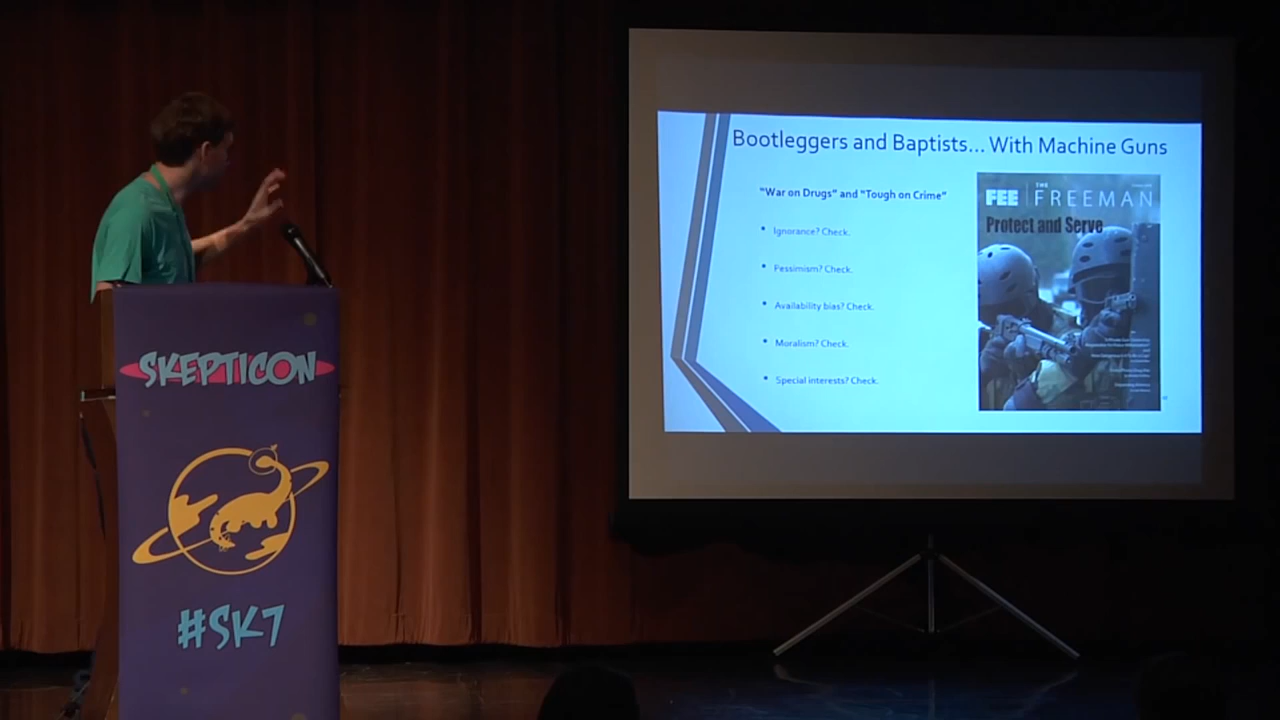 Bootleggers and Baptists... With Machine Guns
"War on Drugs" and "Tough on Crime"
• Ignorance? Check.
• Pessimism? Check.
• Availability bias? Check.
• Moralism? Check.
• Special interests? Check.
FEE THE FREEMAN
Protect and Serve
SKEPTICON
#SK7